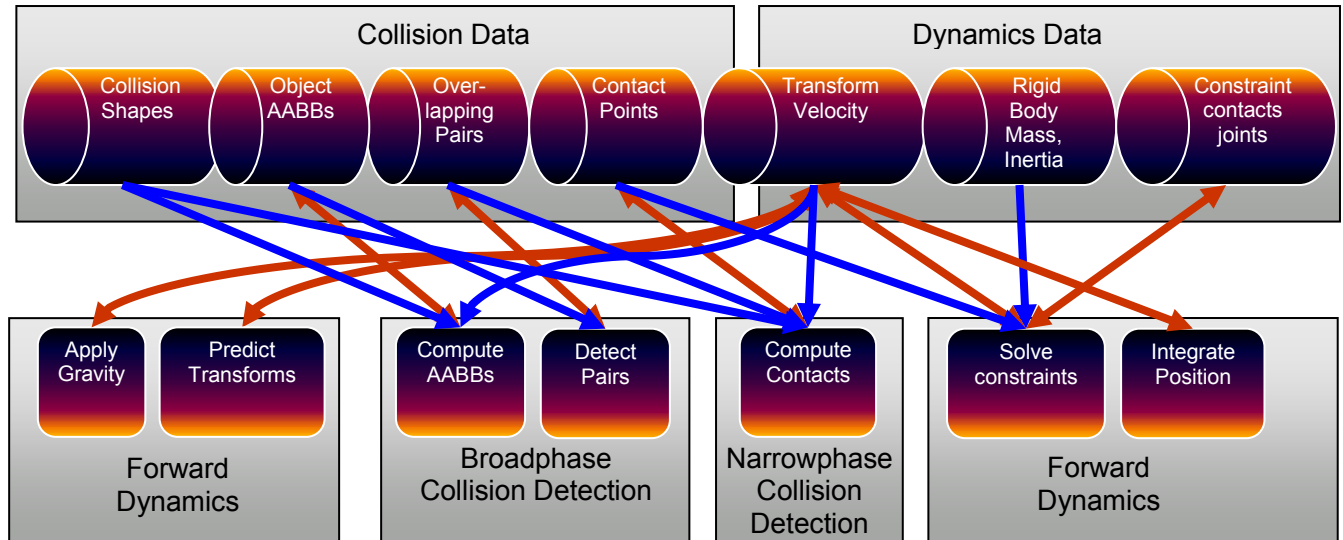 Collision Data
Dynamics Data
Collision
Shapes
Object
AABBs
Over-
lapping
Pairs
Contact
Points
Transform
Velocity
Rigid
Body
Mass,
Inertia
Constraint
contacts
joints
Apply
Gravity
Predict
Transforms
Compute
AABBs
Detect
Pairs
Compute
Contacts
Solve
constraints
Integrate
Position
Forward
Dynamics
Broadphase
Collision Detection
Narrowphase
Collision
Detection
Forward
Dynamics